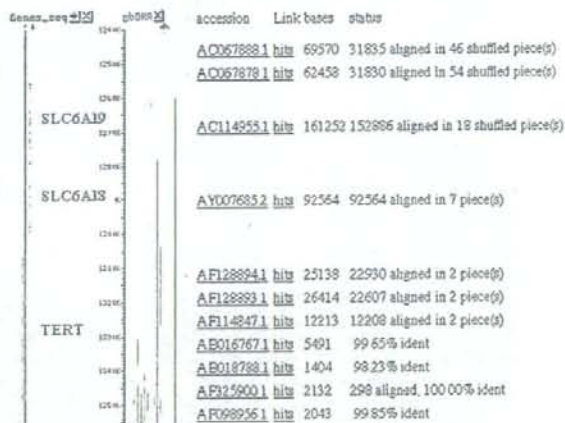 Genes_seq gbDNA accession Link bases status
AC067888.1 hits 69570 31835 aligned in 46 shuffled piece(s)
AC067878.1 hits 62458 31830 aligned in 54 shuffled piece(s)
SLC6A19
AC114955.1 hits 161252 152886 aligned in 18 shuffled piece(s)
SLC6A18
AY007685.2 hits 92564 92564 aligned in 7 piece(s)
AF128894.1 hits 25138 22930 aligned in 2 piece(s)
AF128893.1 hits 26414 22607 aligned in 2 piece(s)
TERT
AF114847.1 hits 12213 12208 aligned in 2 piece(s)
AB016767.1 hits 5491 99.65% ident
AB018788.1 hits 1404 98.23% ident
AF325900.1 hits 2132 298 aligned, 100.00% ident
AF098956.1 hits 2043 99.85% ident